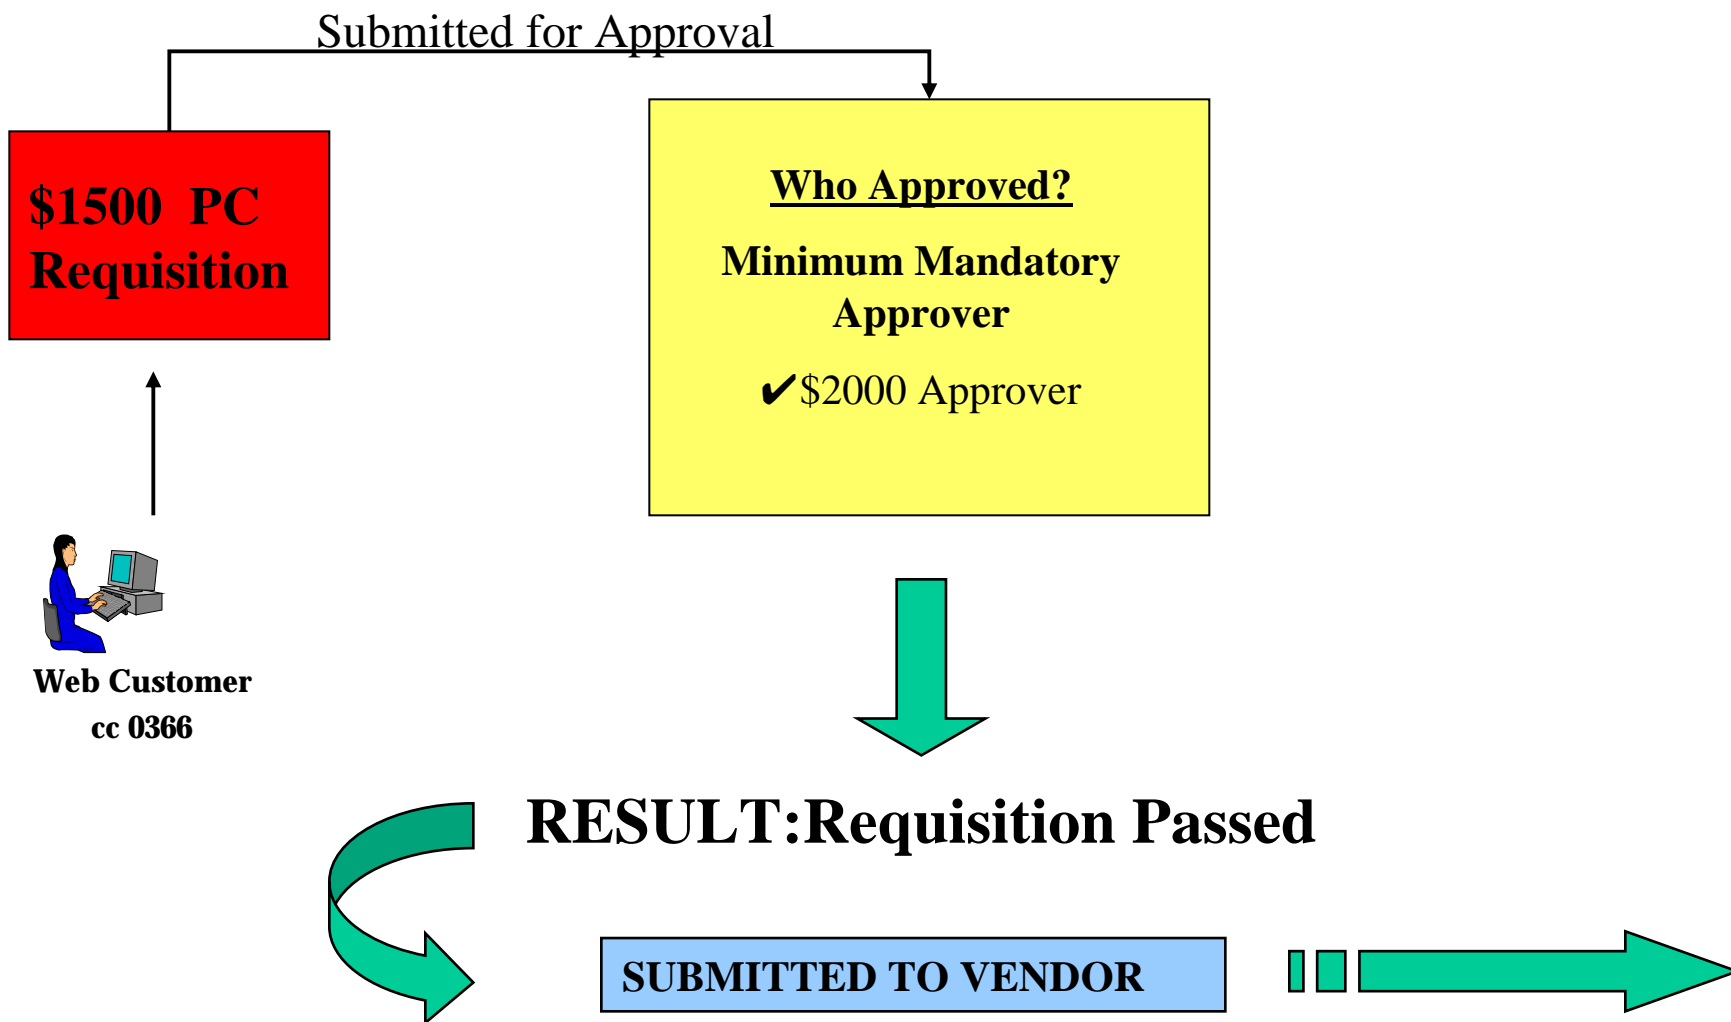 Submitted for Approval
$1500 PC
Requisition
Who Approved?
Minimum Mandatory
Approver
✔$2000 Approver
Web Customer
cc 0366
RESULT:Requisition Passed
SUBMITTED TO VENDOR